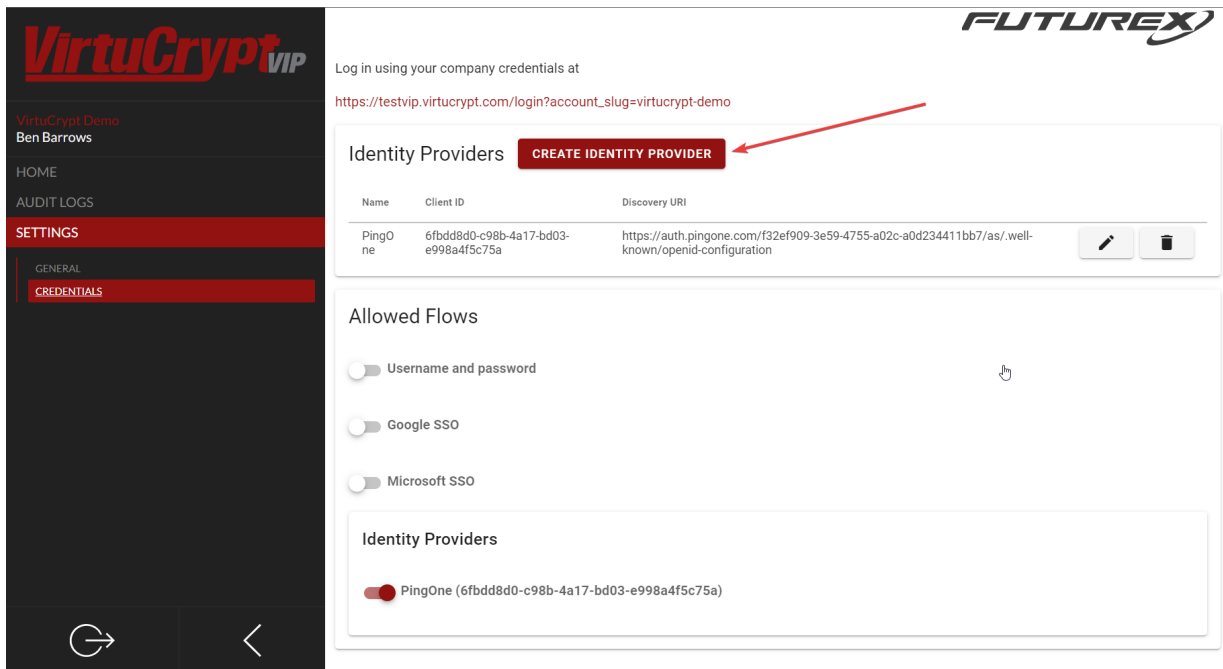 VirtuCrypt VIP
FUTUREX
Log in using your company credentials at
https://testvip.virtucrypt.com/login?account_slug=virtucrypt-demo
VirtuCrypt Demo
Ben Barrows
HOME
AUDIT LOGS
SETTINGS
GENERAL
CREDENTIALS
Identity Providers CREATE IDENTITY PROVIDER
Name Client ID Discovery URI
PingO 6fbdd8d0-c98b-4a17-bd03- https://auth.pingone.com/f32ef909-3e59-4755-a02c-a0d234411bb7/as/.well-
ne e998a4f5c75a known/openid-configuration
Allowed Flows
Username and password
Google SSO
Microsoft SSO
Identity Providers
PingOne (6fbdd8d0-c98b-4a17-bd03-e998a4f5c75a)